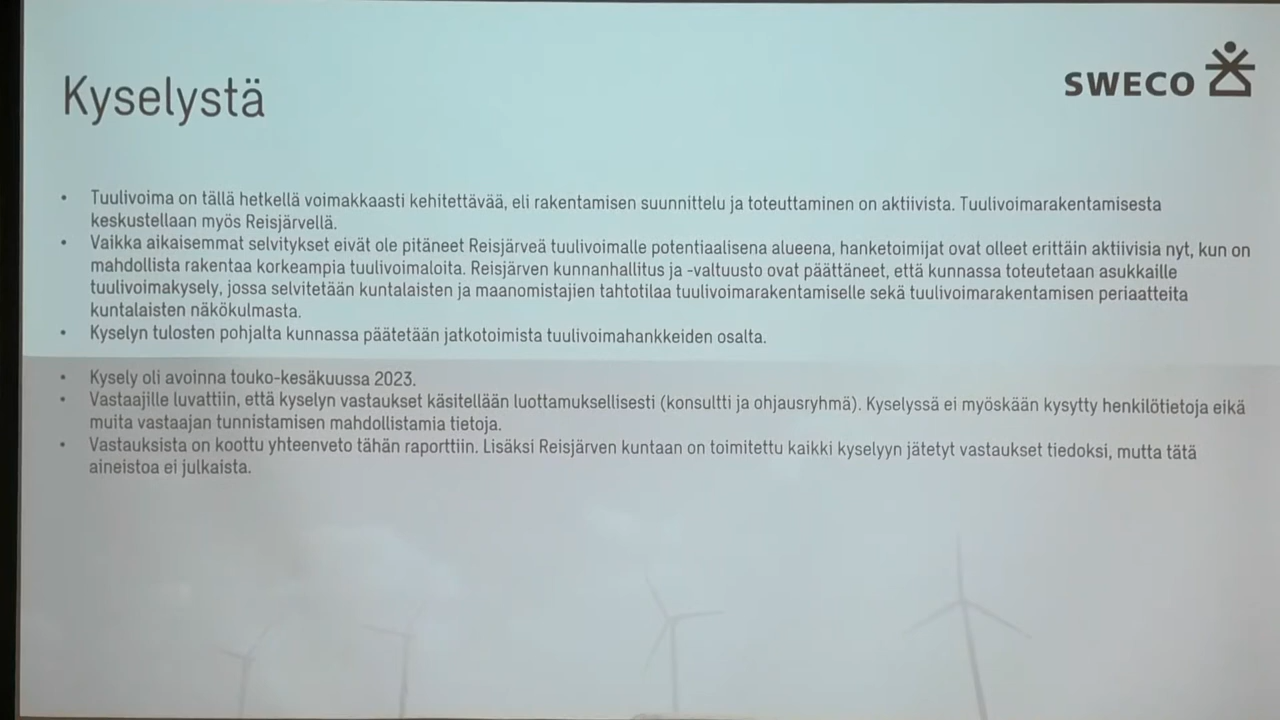 SWECO
Kyselystä
• Tuulivoima on tällä hetkellä voimakkaasti kehitettävää, eli rakentamisen suunnittelu ja toteuttaminen on aktiivista. Tuulivoimarakentamisesta
keskustellaan myös Reisjärvellä.
• Vaikka aikaisemmat selvitykset eivät ole pitäneet Reisjärveä tuulivoimalle potentiaalisena alueena, hanketoimijat ovat olleet erittäin aktiivisia nyt, kun on
mahdollista rakentaa korkeampia tuulivoimaloita. Reisjärven kunnanhallitus ja -valtuusto ovat päättäneet, että kunnassa toteutetaan asukkaille
tuulivoimakysely, jossa selvitetään kuntalaisten ja maanomistajien tahtotilaa tuulivoimarakentamiselle sekä tuulivoimarakentamisen periaatteita
kuntalaisten näkökulmasta.
• Kyselyn tulosten pohjalta kunnassa päätetään jatkotoimista tuulivoimahankkeiden osalta.
• Kysely oli avoinna touko-kesäkuussa 2023.
• Vastaajille luvattiin, että kyselyn vastaukset käsitellään luottamuksellisesti (konsultti ja ohjausryhmä). Kyselyssä ei myöskään kysytty henkilötietoja eikä
muita vastaajan tunnistamisen mahdollistamia tietoja.
• Vastauksista on koottu yhteenveto tähän raporttiin. Lisäksi Reisjärven kuntaan on toimitettu kaikki kyselyyn jätetyt vastaukset tiedoksi, mutta tätä
aineistoa ei julkaista.